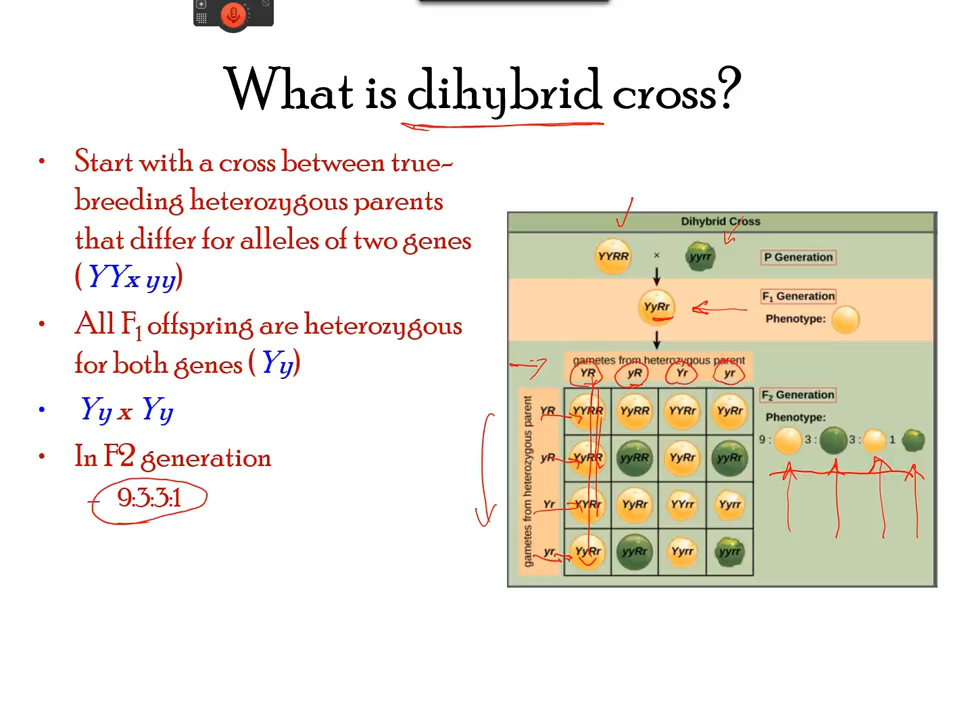 What is dihybrid cross?
• Start with a cross between true-
breeding heterozygous parents
that differ for alleles of two genes
( YYx yy)
• All F1 offspring are heterozygous
for both genes ( Yy)
• Yy x Yy
• In F2 generation
– 9:3:3:1
Dihybrid Cross
YYRR × yyrr P Generation
F1 Generation
YyRr
Phenotype:
gametes from heterozygous parent
YR yR Yr yr
gametes from heterozygous parent
F2 Generation
Phenotype:
9 : 3 : 3 : 1
YR YYRR YyRR YYRr YyRr
yR YyRR yyRR YyRr yyRr
Yr YYRr YyRr YYrr Yyrr
yr YyRr yyRr Yyrr yyrr